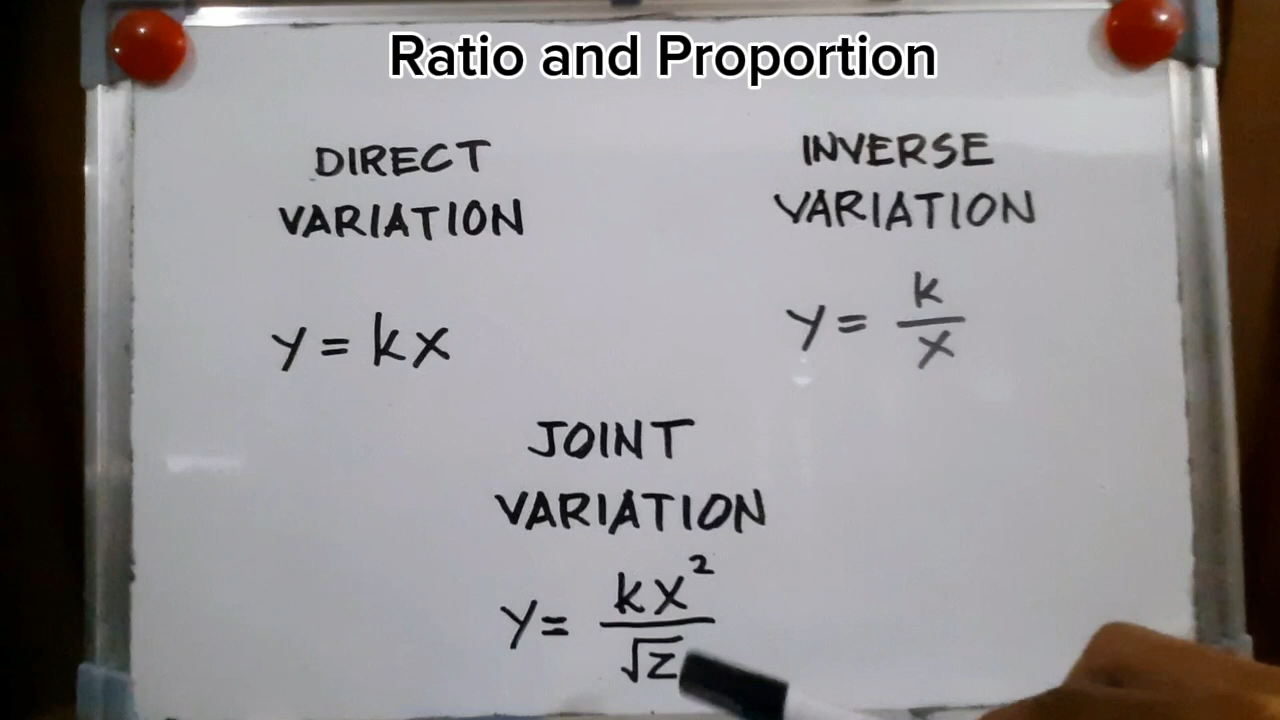 Ratio and Proportion
DIRECT
VARIATION
y = kx
INVERSE
VARIATION
y = k/x
JOINT
VARIATION
y = kx²/√z